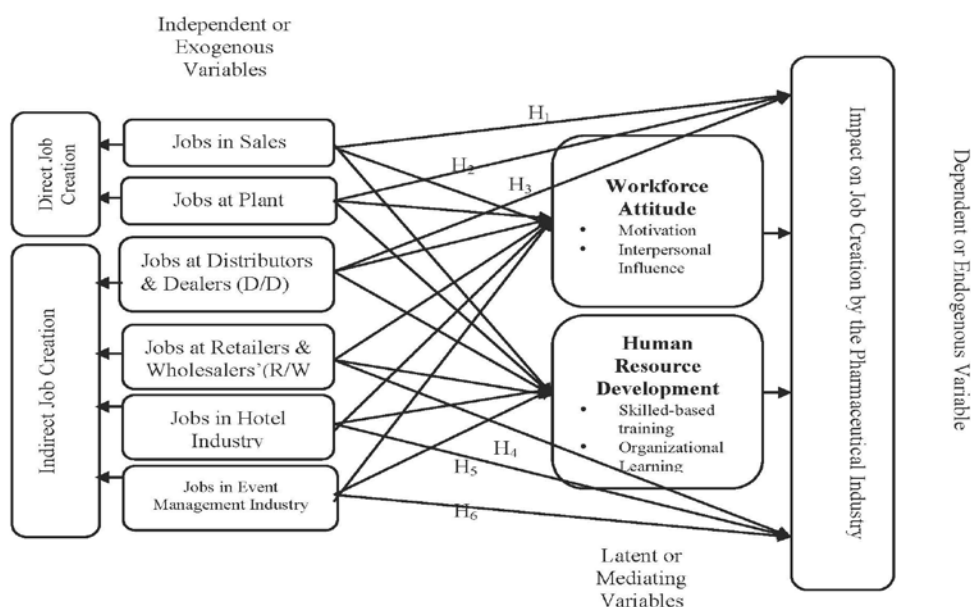 Independent or
Exogenous
Variables
Direct Job
Creation
Indirect Job Creation
Jobs in Sales
Jobs at Plant
Jobs at Distributors
& Dealers (D/D)
Jobs at Retailers &
Wholesalers'(R/W
Jobs in Hotel
Industry
Jobs in Event
Management Industry
H1
H2
H3
H4
H5
H6
Workforce
Attitude
• Motivation
• Interpersonal
Influence
Human
Resource
Development
• Skilled-based
training
• Organizational
Learning
Latent or
Mediating
Variables
Impact on Job Creation by the Pharmaceutical Industry
Dependent or Endogenous Variable